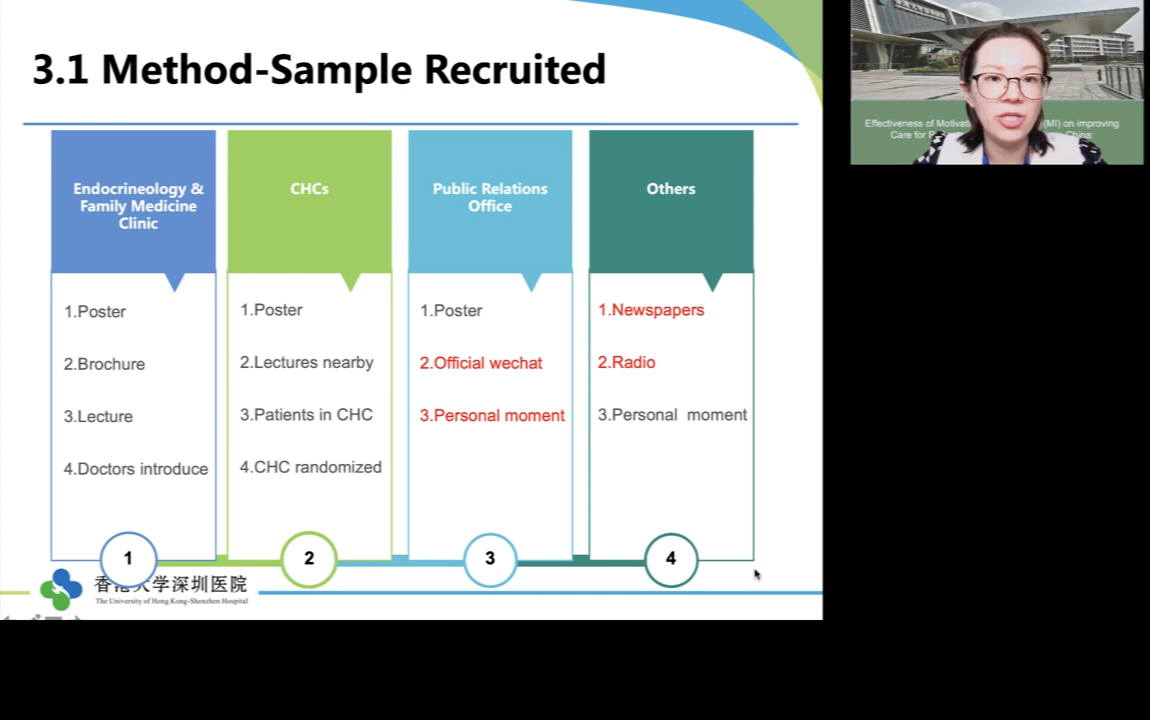 3.1 Method-Sample Recruited
Endocrineology &
Family Medicine
Clinic
1.Poster
2.Brochure
3.Lecture
4.Doctors introduce
1
CHCs
1.Poster
2.Lectures nearby
3.Patients in CHC
4.CHC randomized
2
Public Relations
Office
1.Poster
2.Official wechat
3.Personal moment
3
Others
1.Newspapers
2.Radio
3.Personal moment
4
香港大学深圳医院
The University of Hong Kong-Shenzhen Hospital
Effectiveness of (MI) on improving
Care for China: